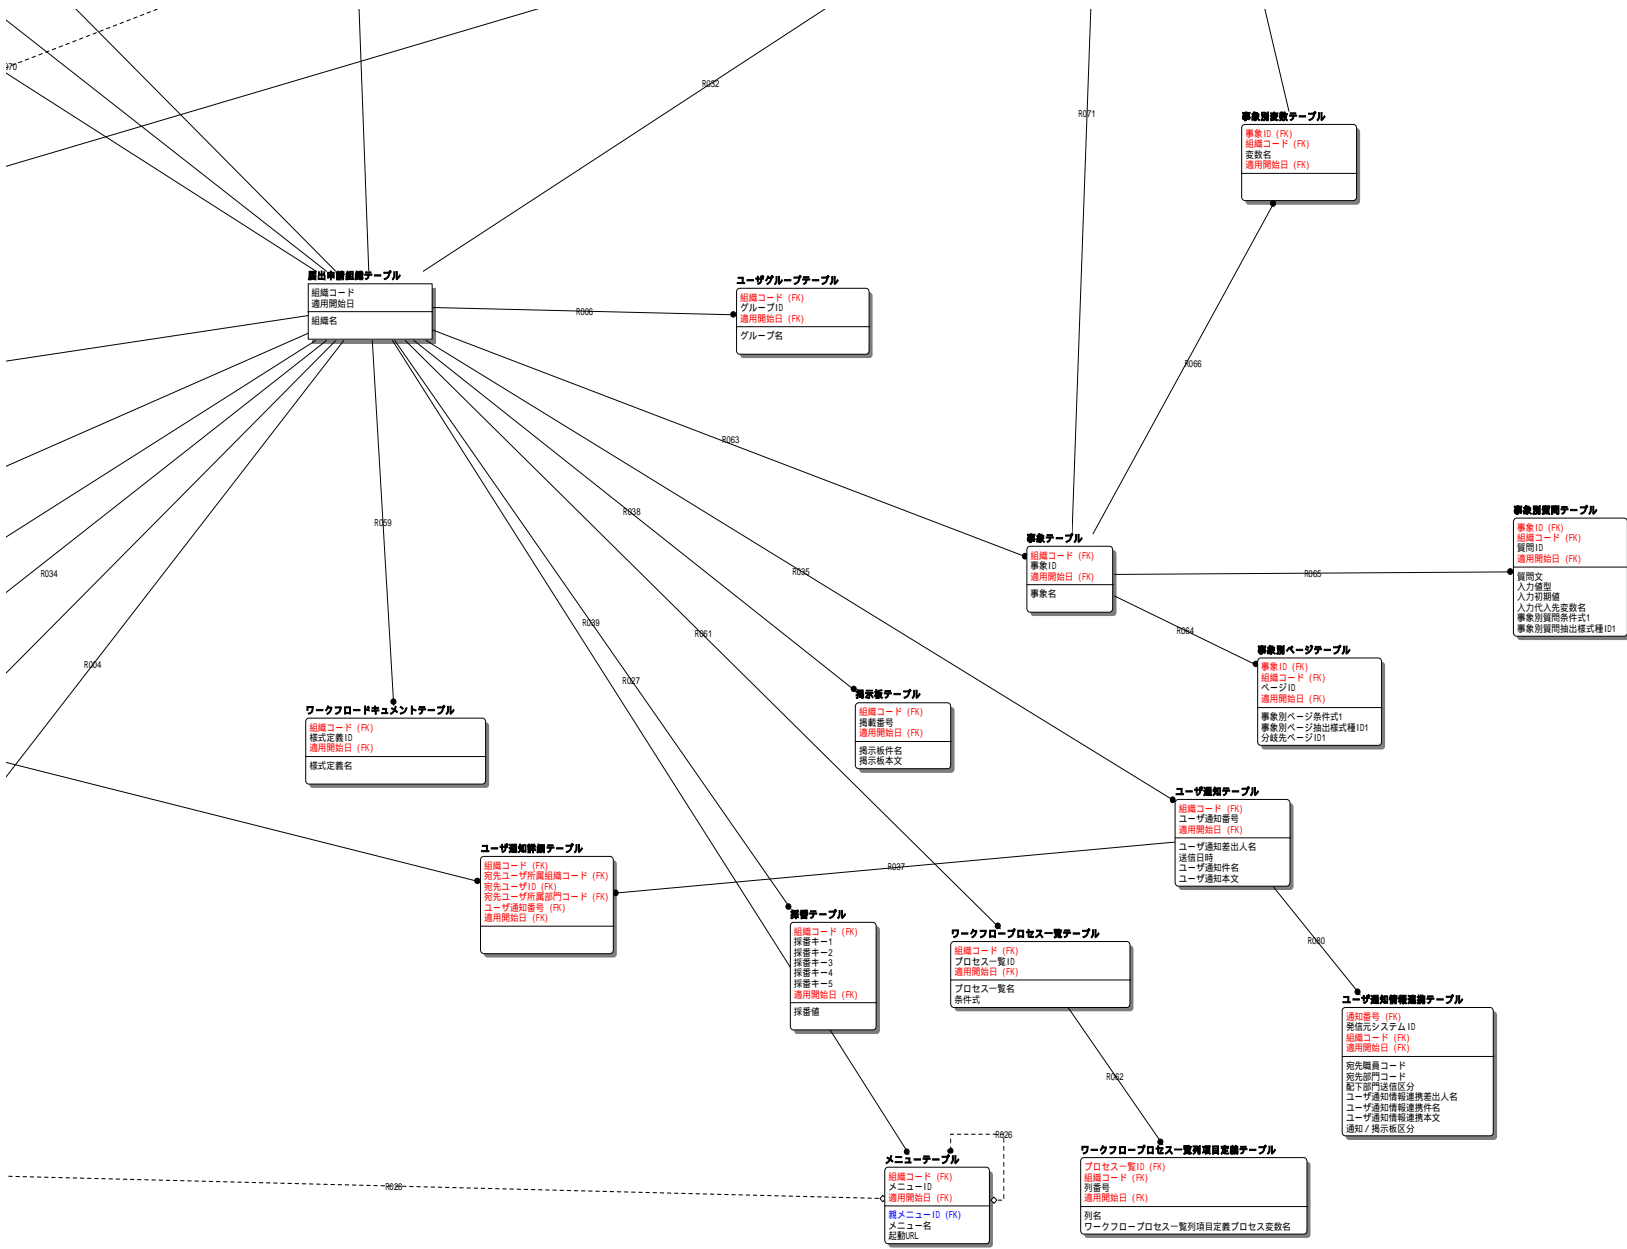 R032
R071
事象別変数テーブル
事象ID (FK)
組織コード (FK)
変数名
適用開始日 (FK)
届出申請組織テーブル
組織コード
適用開始日
組織名
R006
ユーザグループテーブル
組織コード (FK)
グループID
適用開始日 (FK)
グループ名
R066
R063
R059
R038
R035
R034
R039
R061
R027
R004
事象テーブル
組織コード (FK)
事象ID
適用開始日 (FK)
事象名
R065
R064
事象別質問テーブル
事象ID (FK)
組織コード (FK)
質問ID
適用開始日 (FK)
質問文
入力値型
入力初期値
入力代入先変数名
事象別質問条件式1
事象別質問抽出様式種ID1
事象別ページテーブル
事象ID (FK)
組織コード (FK)
ページID
適用開始日 (FK)
事象別ページ条件式1
事象別ページ抽出様式種ID1
分岐先ページID1
ワークフロードキュメントテーブル
組織コード (FK)
様式定義ID
適用開始日 (FK)
様式定義名
掲示板テーブル
組織コード (FK)
掲載番号
適用開始日 (FK)
掲示板件名
掲示板本文
ユーザ通知テーブル
組織コード (FK)
ユーザ通知番号
適用開始日 (FK)
ユーザ通知差出人名
送信日時
ユーザ通知件名
ユーザ通知本文
ユーザ通知詳細テーブル
組織コード (FK)
宛先ユーザ所属組織コード (FK)
宛先ユーザID (FK)
宛先ユーザ所属部門コード (FK)
ユーザ通知番号 (FK)
適用開始日 (FK)
R037
採番テーブル
組織コード (FK)
採番キー1
採番キー2
採番キー3
採番キー4
採番キー5
適用開始日 (FK)
採番値
ワークフロープロセス一覧テーブル
組織コード (FK)
プロセス一覧ID
適用開始日 (FK)
プロセス一覧名
条件式
R062
ユーザ通知情報連携テーブル
通知番号 (FK)
発信元システムID
組織コード (FK)
適用開始日 (FK)
宛先職員コード
宛先部門コード
配下部門送信区分
ユーザ通知情報連携差出人名
ユーザ通知情報連携件名
ユーザ通知情報連携本文
通知/掲示板区分
R026
メニューテーブル
組織コード (FK)
メニューID
適用開始日 (FK)
親メニューID (FK)
メニュー名
起動URL
ワークフロープロセス一覧列項目定義テーブル
プロセス一覧ID (FK)
組織コード (FK)
列番号
適用開始日 (FK)
列名
ワークフロープロセス一覧列項目定義プロセス変数名